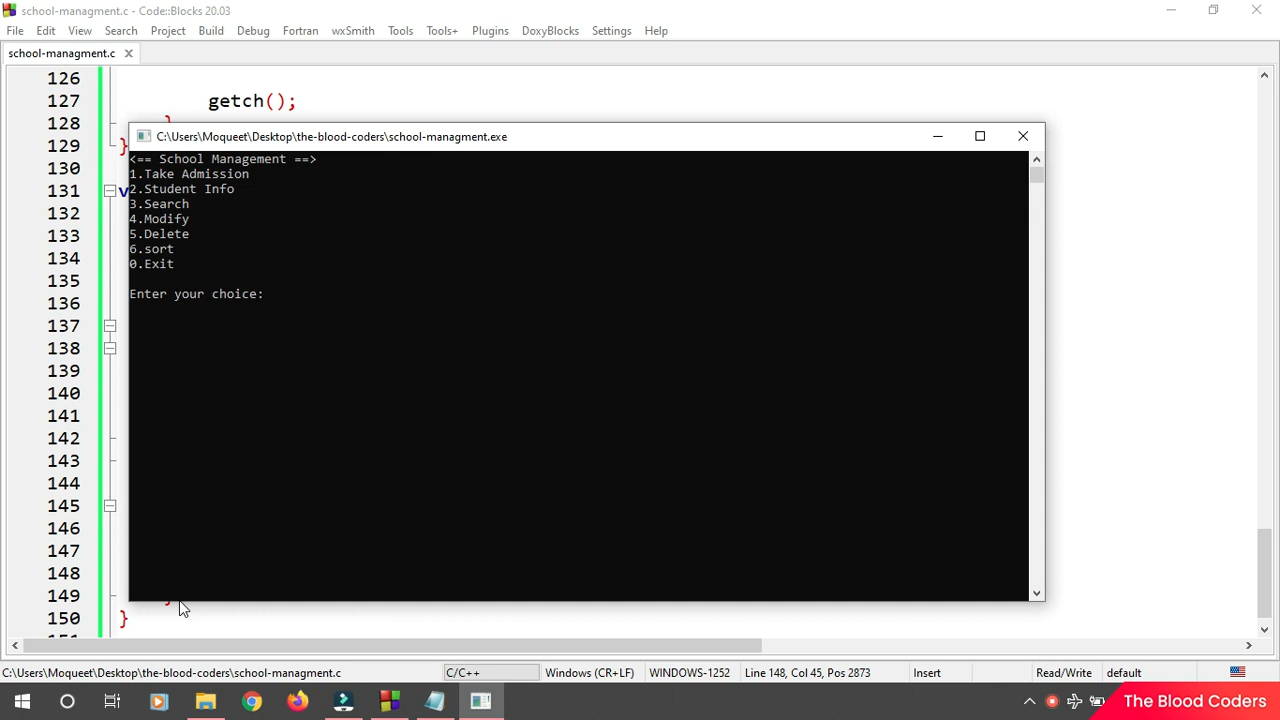 school-managment.c - Code::Blocks 20.03
File Edit View Search Project Build Debug Fortran wxSmith Tools Tools+ Plugins DoxyBlocks Settings Help
school-managment.c
126
127 getch();
128 }
129 }
130
131 v
132
133
134
135
136
137
138
139
140
141
142
143
144
145
146
147
148
149 }
150 }
C:\Users\Moqueet\Desktop\the-blood-coders\school-managment.exe
<== School Management ==>
1.Take Admission
2.Student Info
3.Search
4.Modify
5.Delete
6.sort
0.Exit
Enter your choice:
C:\Users\Moqueet\Desktop\the-blood-coders\school-managment.c C/C++ Windows (CR+LF) WINDOWS-1252 Line 148, Col 45, Pos 2873 Insert Read/Write default
The Blood Coders